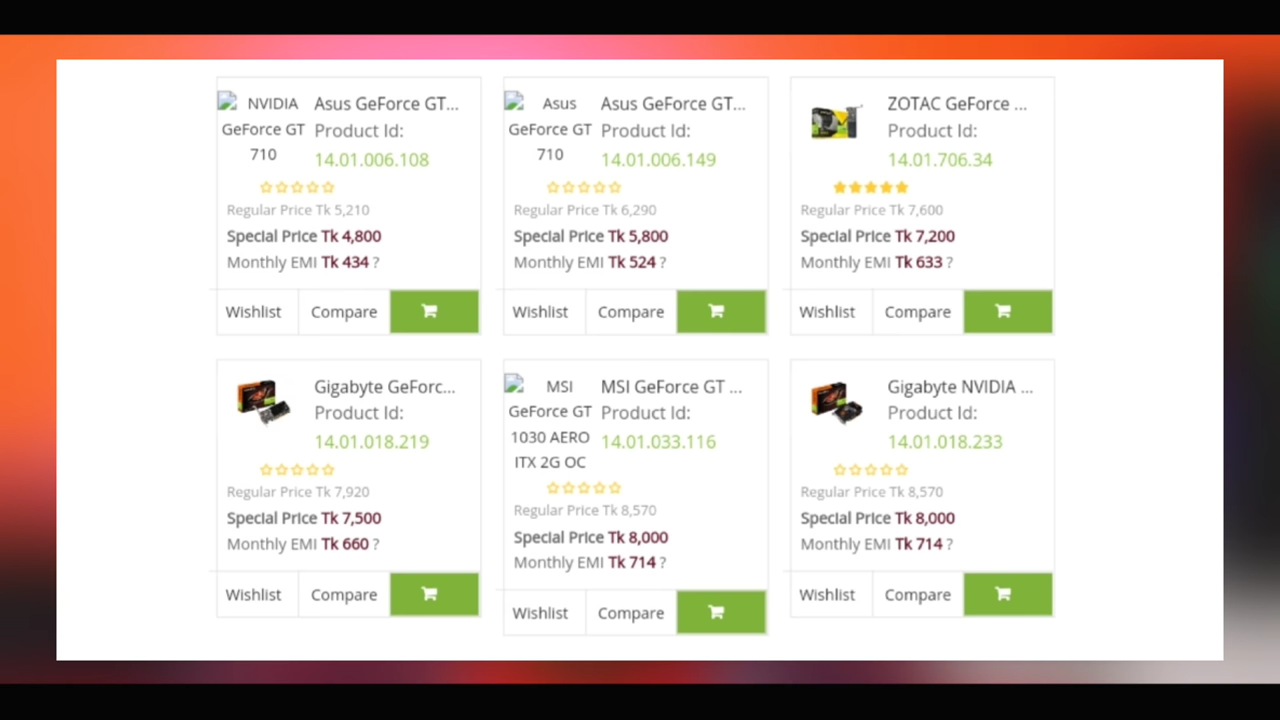 NVIDIA GeForce GT 710
Asus GeForce GT...
Product Id:
14.01.006.108
Regular Price Tk 5,210
Special Price Tk 4,800
Monthly EMI Tk 434 ?
Wishlist
Compare
Asus GeForce GT 710
Asus GeForce GT...
Product Id:
14.01.006.149
Regular Price Tk 6,290
Special Price Tk 5,800
Monthly EMI Tk 524 ?
Wishlist
Compare
ZOTAC GeForce ...
Product Id:
14.01.706.34
Regular Price Tk 7,600
Special Price Tk 7,200
Monthly EMI Tk 633 ?
Wishlist
Compare
Gigabyte GeForc...
Product Id:
14.01.018.219
Regular Price Tk 7,920
Special Price Tk 7,500
Monthly EMI Tk 660 ?
Wishlist
Compare
MSI GeForce GT 1030 AERO ITX 2G OC
MSI GeForce GT ...
Product Id:
14.01.033.116
Regular Price Tk 8,570
Special Price Tk 8,000
Monthly EMI Tk 714 ?
Wishlist
Compare
Gigabyte NVIDIA ...
Product Id:
14.01.018.233
Regular Price Tk 8,570
Special Price Tk 8,000
Monthly EMI Tk 714 ?
Wishlist
Compare